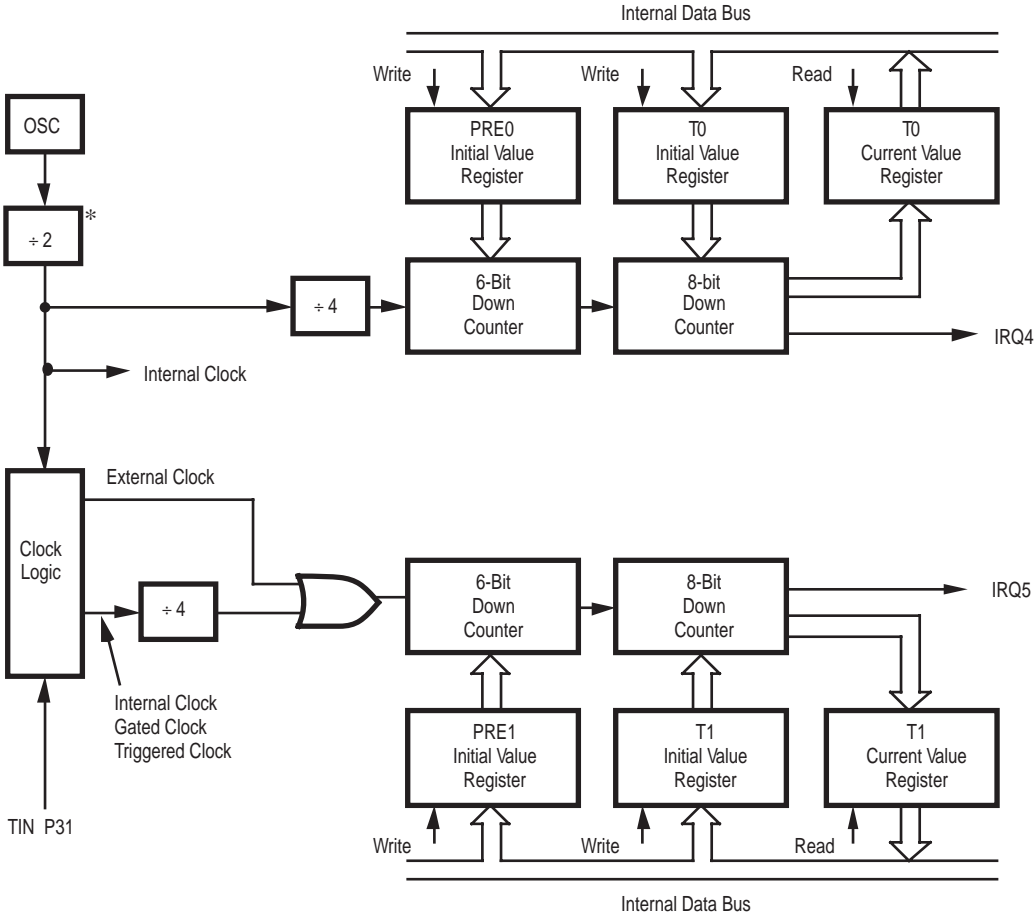 Internal Data Bus
Write
Write
Read
OSC
PRE0
Initial Value
Register
T0
Initial Value
Register
T0
Current Value
Register
÷ 2
*
÷ 4
6-Bit
Down
Counter
8-bit
Down
Counter
IRQ4
Internal Clock
External Clock
Clock
Logic
÷ 4
6-Bit
Down
Counter
8-Bit
Down
Counter
IRQ5
Internal Clock
Gated Clock
Triggered Clock
PRE1
Initial Value
Register
T1
Initial Value
Register
T1
Current Value
Register
TIN P31
Write
Write
Read
Internal Data Bus